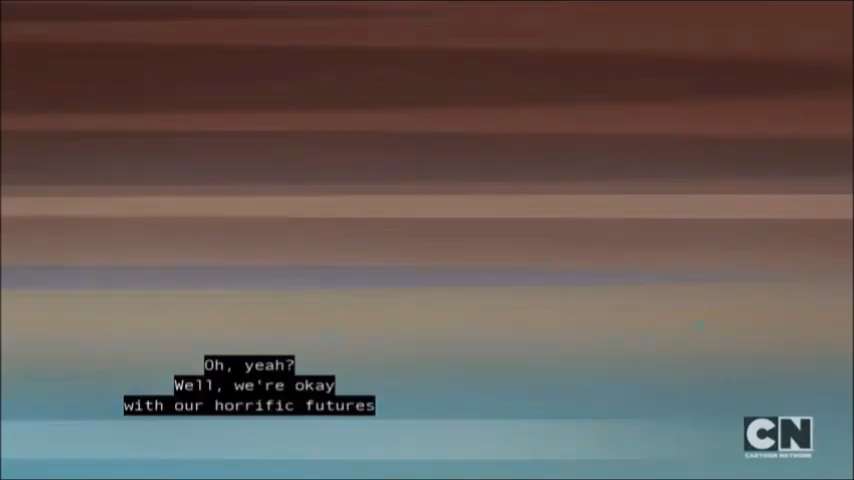 Oh, yeah?
Well, we're okay
with our horrific futures
CN
CARTOON NETWORK